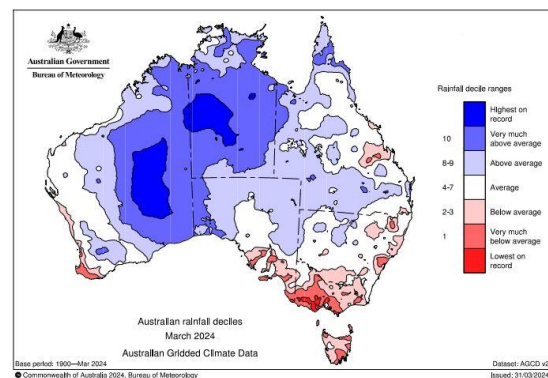 Australian Government
Bureau of Meteorology
Rainfall decile ranges
Highest on
record
10
Very much
above average
8-9
Above average
4-7
Average
2-3
Below average
1
Very much
below average
Lowest on
record
Australian rainfall deciles
March 2024
Australian Gridded Climate Data
Base period: 1900—Mar 2024
Dataset: AGCD v2
© Commonwealth of Australia 2024, Bureau of Meteorology
Issued: 31/03/2024